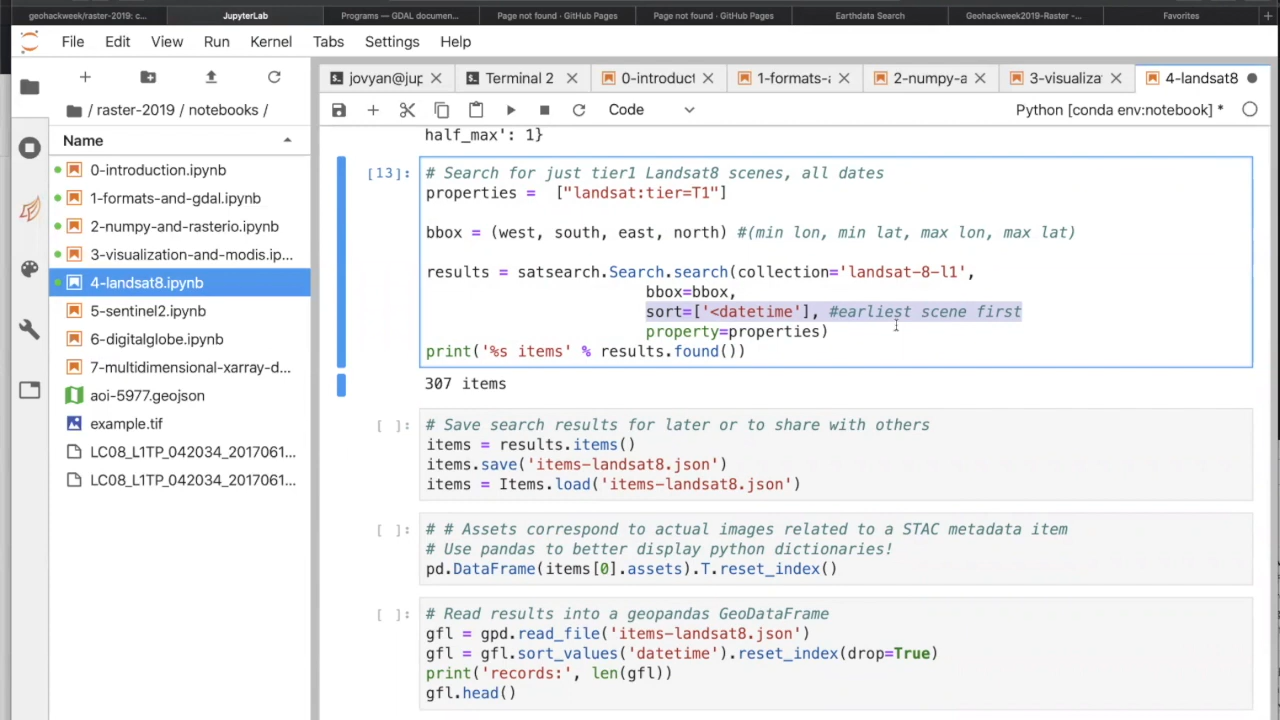 geohackweek/raster-2019: c...
JupyterLab
Programs — GDAL documen...
Page not found · GitHub Pages
Page not found · GitHub Pages
Earthdata Search
Geohackweek2019-Raster -...
Favorites
File Edit View Run Kernel Tabs Settings Help
jovyan@jup
Terminal 2
0-introduct
1-formats-a
2-numpy-a
3-visualiza
4-landsat8
/ raster-2019 / notebooks /
Code
Python [conda env:notebook] *
Name
0-introduction.ipynb
1-formats-and-gdal.ipynb
2-numpy-and-rasterio.ipynb
3-visualization-and-modis.ip...
4-landsat8.ipynb
5-sentinel2.ipynb
6-digitalglobe.ipynb
7-multidimensional-xarray-d...
aoi-5977.geojson
example.tif
LC08_L1TP_042034_2017061...
LC08_L1TP_042034_2017061...
half_max': 1}
[13]:
# Search for just tier1 Landsat8 scenes, all dates
properties =  ["landsat:tier=T1"]
bbox = (west, south, east, north) #(min lon, min lat, max lon, max lat)
results = satsearch.Search.search(collection='landsat-8-l1',
bbox=bbox,
sort=['<datetime'], #earliest scene first
property=properties)
print('%s items' % results.found())
307 items
[ ]:
# Save search results for later or to share with others
items = results.items()
items.save('items-landsat8.json')
items = Items.load('items-landsat8.json')
[ ]:
# # Assets correspond to actual images related to a STAC metadata item
# Use pandas to better display python dictionaries!
pd.DataFrame(items[0].assets).T.reset_index()
[ ]:
# Read results into a geopandas GeoDataFrame
gfl = gpd.read_file('items-landsat8.json')
gfl = gfl.sort_values('datetime').reset_index(drop=True)
print('records:', len(gfl))
gfl.head()